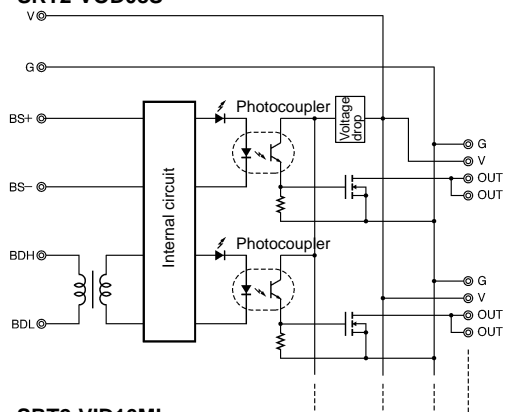 V
G
BS+
BS−
BDH
BDL
Internal circuit
Photocoupler
Voltage
drop
G
V
OUT
OUT
Photocoupler
G
V
OUT
OUT